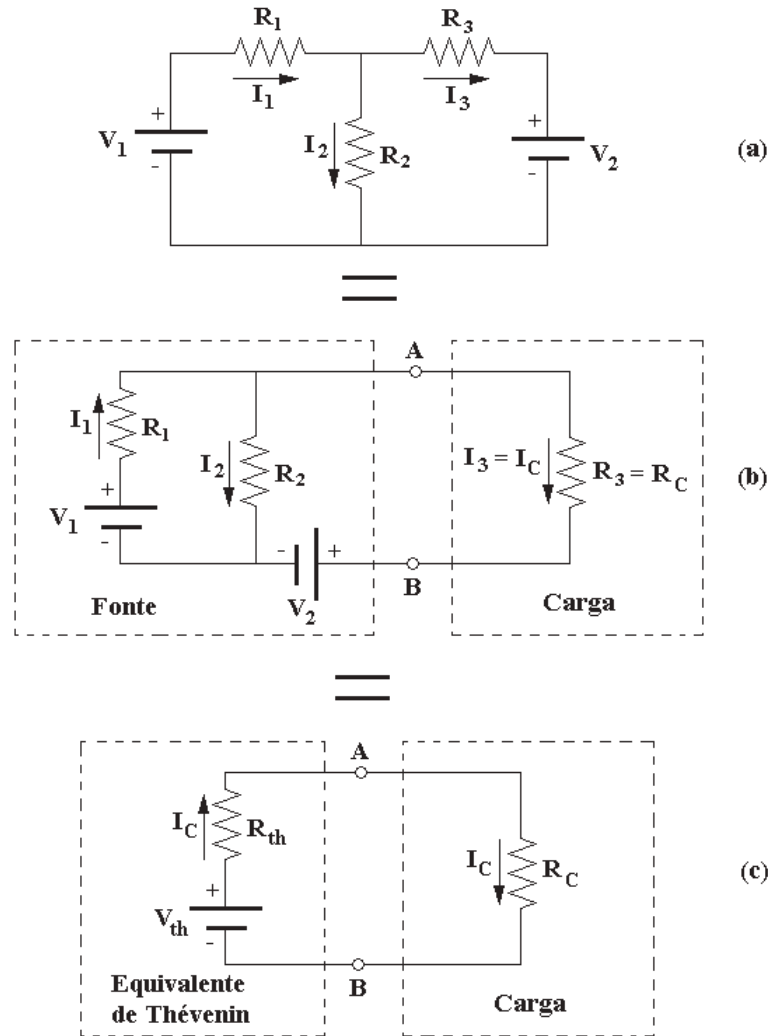 R1 R3
I1 I3
+ +
V1 I2 R2 V2 (a)
- -
A
I1 R1
I2 R2 I3 = IC R3 = RC (b)
+
V1
- - +
B
Fonte V2 Carga
A
IC Rth
IC RC (c)
+
Vth
-
Equivalente B
de Thévenin Carga